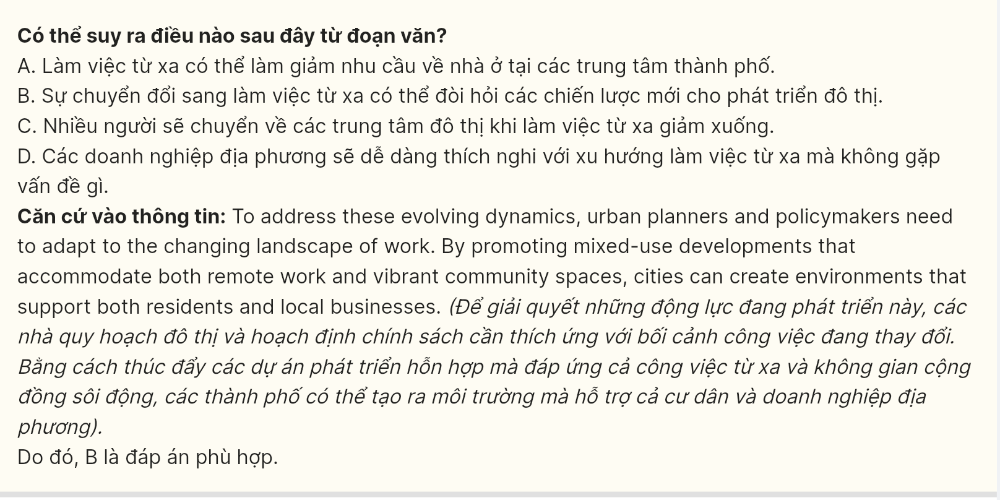 Có thể suy ra điều nào sau đây từ đoạn văn?
A. Làm việc từ xa có thể làm giảm nhu cầu về nhà ở tại các trung tâm thành phố.
B. Sự chuyển đổi sang làm việc từ xa có thể đòi hỏi các chiến lược mới cho phát triển đô thị.
C. Nhiều người sẽ chuyển về các trung tâm đô thị khi làm việc từ xa giảm xuống.
D. Các doanh nghiệp địa phương sẽ dễ dàng thích nghi với xu hướng làm việc từ xa mà không gặp
vấn đề gì.
Căn cứ vào thông tin: To address these evolving dynamics, urban planners and policymakers need
to adapt to the changing landscape of work. By promoting mixed-use developments that
accommodate both remote work and vibrant community spaces, cities can create environments that
support both residents and local businesses. (Để giải quyết những động lực đang phát triển này, các
nhà quy hoạch đô thị và hoạch định chính sách cần thích ứng với bối cảnh công việc đang thay đổi.
Bằng cách thúc đẩy các dự án phát triển hỗn hợp mà đáp ứng cả công việc từ xa và không gian cộng
đồng sôi động, các thành phố có thể tạo ra môi trường mà hỗ trợ cả cư dân và doanh nghiệp địa
phương).
Do đó, B là đáp án phù hợp.